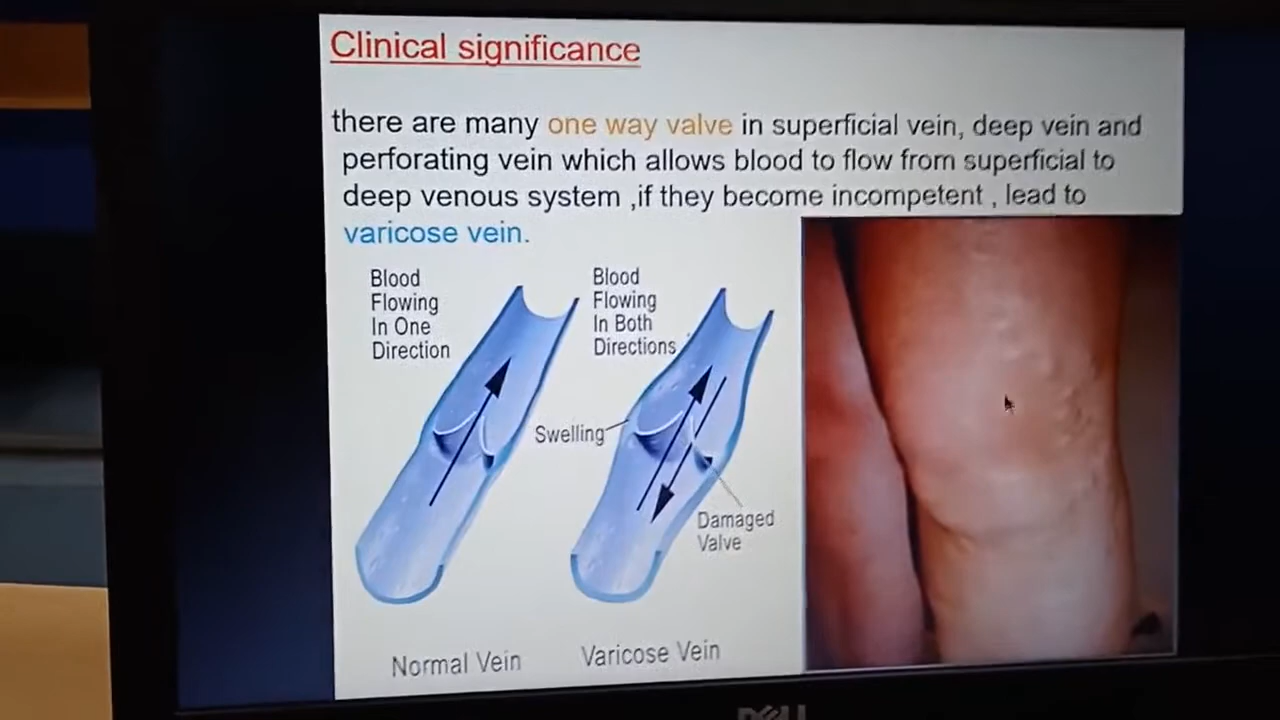 Clinical significance
there are many one way valve in superficial vein, deep vein and
perforating vein which allows blood to flow from superficial to
deep venous system ,if they become incompetent , lead to
varicose vein.
Blood
Flowing
In One
Direction
Blood
Flowing
In Both
Directions
Swelling
Damaged
Valve
Normal Vein
Varicose Vein
DELL